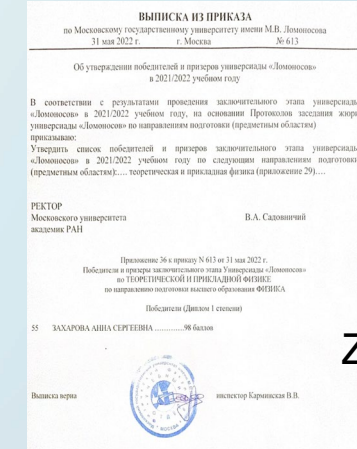 ВЫПИСКА ИЗ ПРИКАЗА
по Московскому государственному университету имени М.В. Ломоносова
31 мая 2022 г. г. Москва № 613
Об утверждении победителей и призеров универсиады «Ломоносов»
в 2021/2022 учебном году
В соответствии с результатами проведения заключительного этапа универсиады
«Ломоносов» в 2021/2022 учебном году, на основании Протоколов заседания жюри
универсиады «Ломоносов» по направлениям подготовки (предметным областям)
приказываю:
Утвердить список победителей и призеров заключительного этапа универсиады
«Ломоносов» в 2021/2022 учебном году по следующим направлениям подготовки
(предметным областям):.... теоретическая и прикладная физика (приложение 29)....
РЕКТОР
Московского университета В.А. Садовничий
академик РАН
Приложение 36 к приказу N 613 от 31 мая 2022 г.
Победители и призеры заключительного этапа Универсиады «Ломоносов»
по ТЕОРЕТИЧЕСКОЙ И ПРИКЛАДНОЙ ФИЗИКЕ
по направлению подготовки высшего образования ФИЗИКА
Победители (Диплом 1 степени)
55 ЗАХАРОВА АННА СЕРГЕЕВНА ...............98 баллов
Z
Выписка верна инспектор Карминская В.В.
МОСКВА